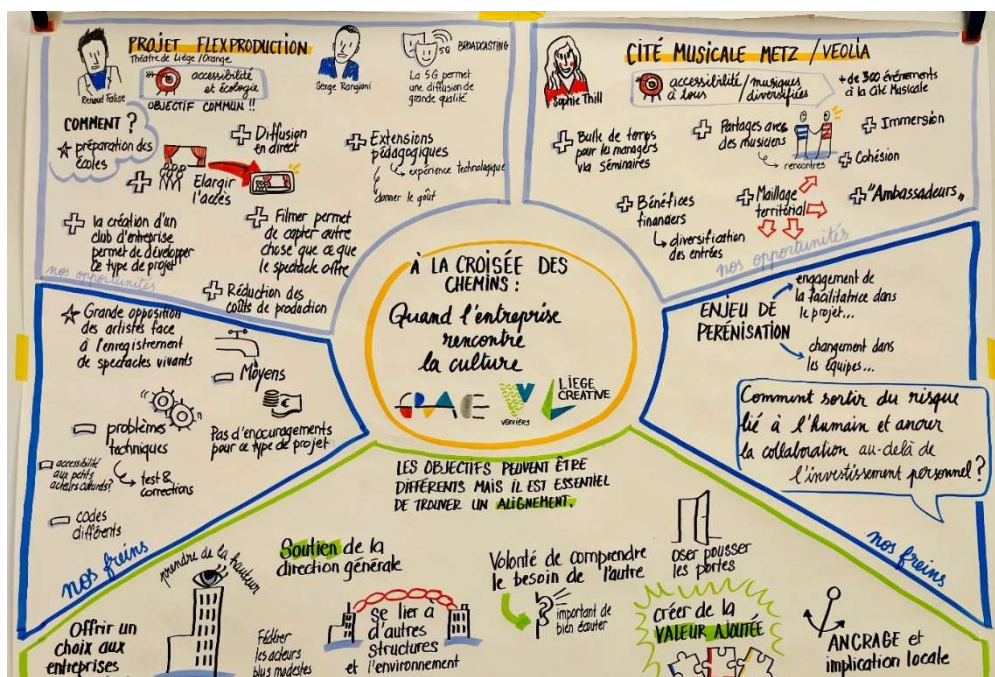 PROJET FLEXPRODUCTION
Théâtre de Liège/Orange
accessibilité
et écologie
OBJECTIF COMMUN !!
Serge Rangioni
5G
BROADCASTING
La 5G permet
une diffusion de
grande qualité
COMMENT ?
préparation des
écoles
Diffusion
en direct
Elargir
l'accès
Extensions
pédagogiques
expérience technologique
donner le goût
la création d'un
club d'entreprise
permet de développer
ce type de projet
Filmer permet
de capter autre
chose que ce que
le spectacle offre
Réduction des
coûts de production
nos opportunités
CITÉ MUSICALE METZ / VEOLIA
Sophie Thill
accessibilité / musiques
à tous / diversifiées
+ de 300 événements
à la Cité Musicale
Bulle de temps
pour les managers
via séminaires
Partages avec
des musiciens
rencontres
Immersion
Cohésion
Bénéfices
financiers
diversification
des entrées
Maillage
territorial
"Ambassadeurs"
nos opportunités
À LA CROISÉE DES
CHEMINS :
Quand l'entreprise
rencontre
la culture
VERVIERS
LIEGE
CREATIVE
Grande opposition
des artistes face
à l'enregistrement
de spectacles vivants
Moyens
problèmes
techniques
test &
corrections
Pas d'encouragements
pour ce type de projet
accessibilité
aux petits
acteurs culturels?
codes
différents
nos freins
ENJEU DE
PERÉNISATION
engagement de
la facilitatrice dans
le projet...
changement dans
les équipes...
Comment sortir du risque
lié à l'humain et ancrer
la collaboration au-delà de
l'investissement personnel ?
nos freins
LES OBJECTIFS PEUVENT ÊTRE
DIFFÉRENTS MAIS IL EST ESSENTIEL
DE TROUVER UN ALIGNEMENT.
prendre de la hauteur
Offrir un
choix aux
entreprises
Soutien de la
direction générale
Fédérer
les acteurs
plus modestes
se lier à
d'autres
structures
et l'environnement
Volonté de comprendre
le besoin de l'autre
important de
bien écouter
oser pousser
les portes
créer de la
VALEUR AJOUTÉE
ANCRAGE et
implication locale